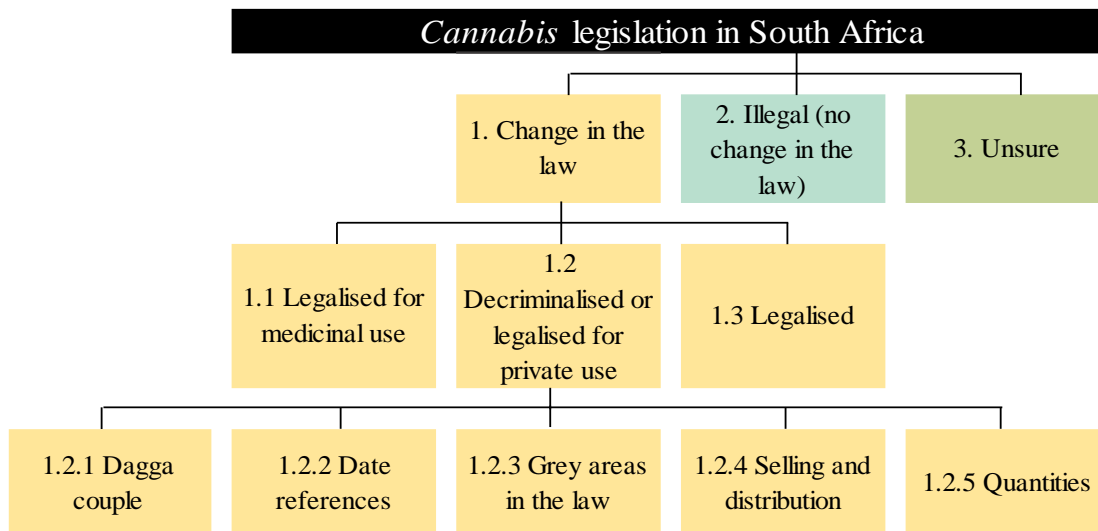 Cannabis legislation in South Africa
1. Change in the
law
2. Illegal (no
change in the
law)
3. Unsure
1.1 Legalised for
medicinal use
1.2
Decriminalised or
legalised for
private use
1.3 Legalised
1.2.1 Dagga
couple
1.2.2 Date
references
1.2.3 Grey areas
in the law
1.2.4 Selling and
distribution
1.2.5 Quantities